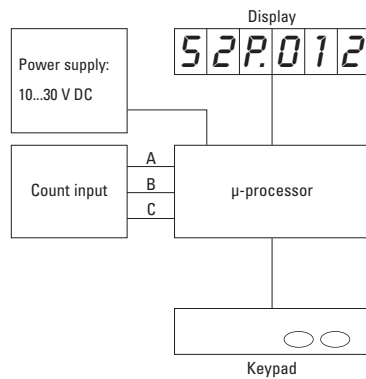 Display
S2P.012
Power supply:
10...30 V DC
Count input
A
B
C
µ-processor
Keypad